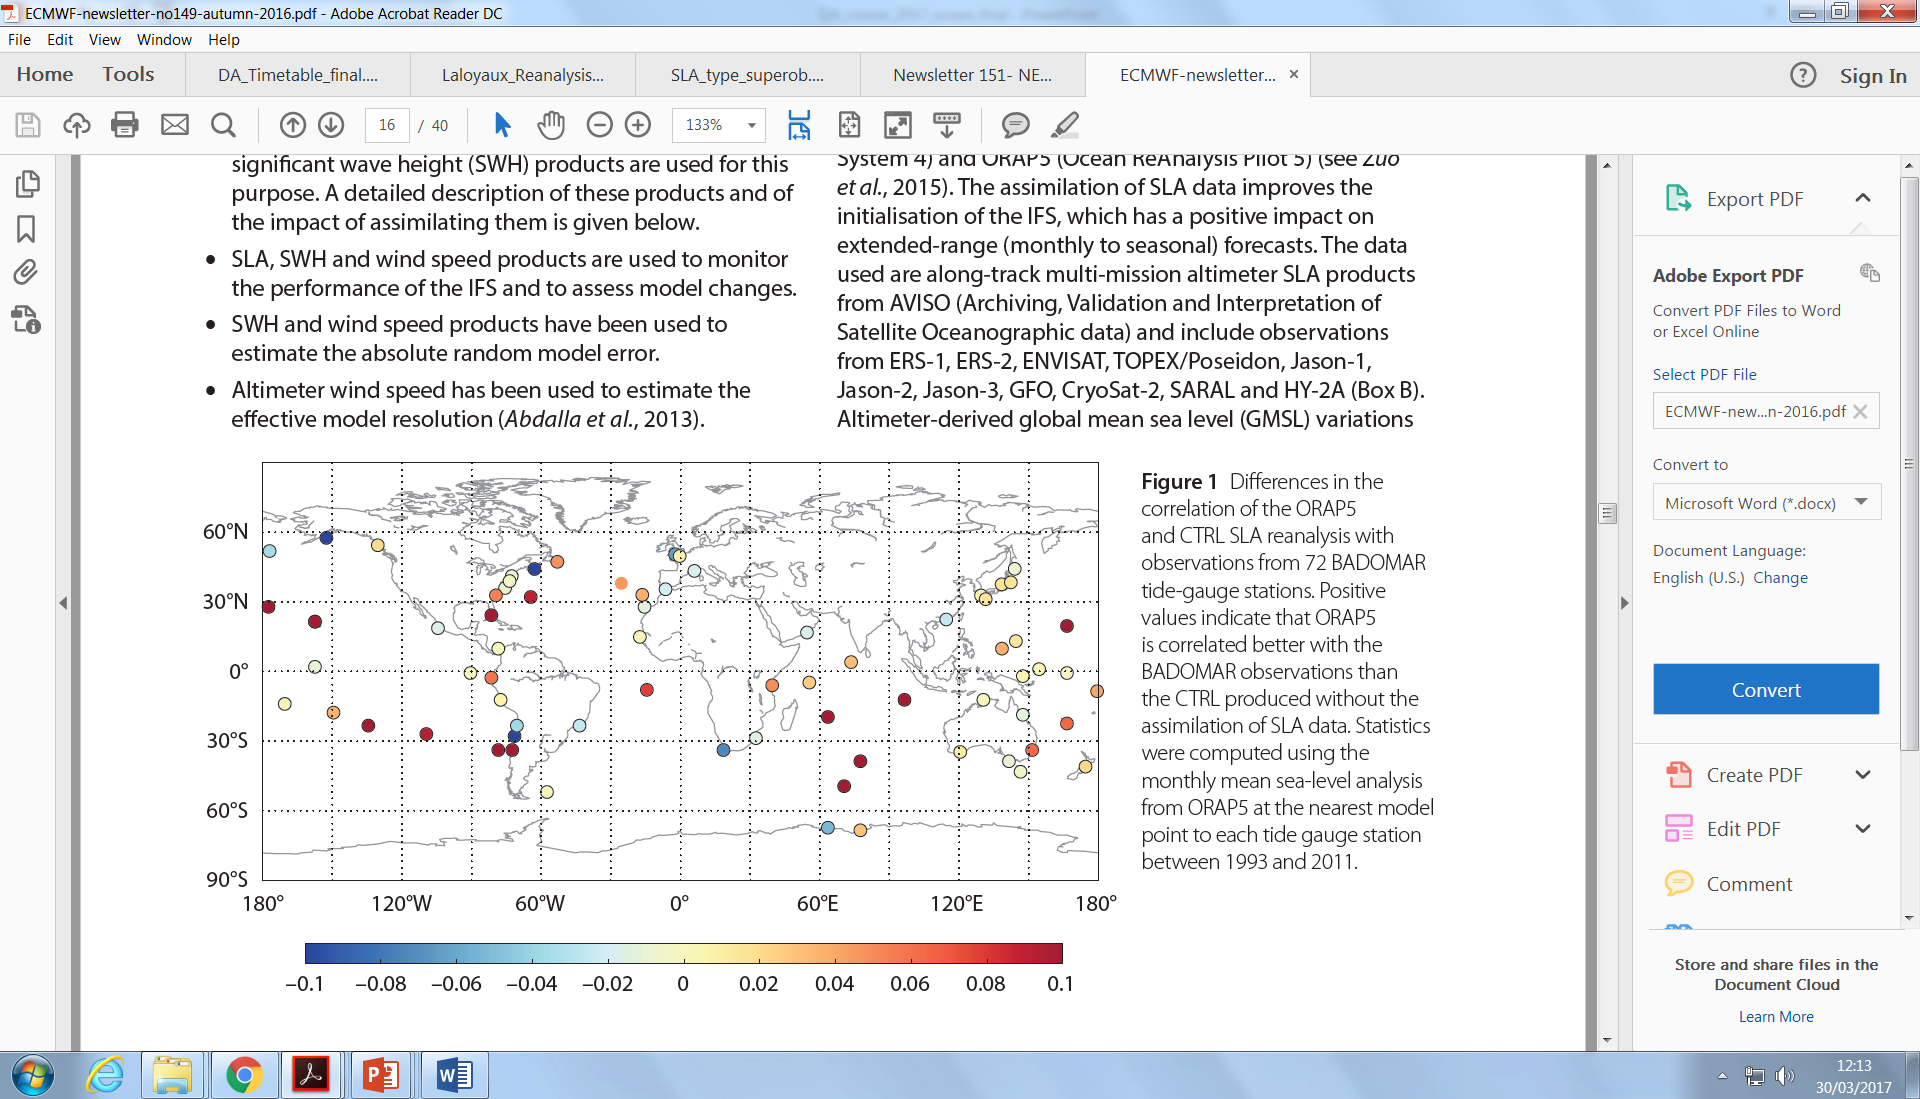 ECMWF-newsletter-no149-autumn-2016.pdf - Adobe Acrobat Reader DC
File Edit View Window Help
Home Tools DA_Timetable_final.... Laloyaux_Reanalysis... SLA_type_superob.... Newsletter 151- NE... ECMWF-newsletter... × Sign In
16 / 40 133%
significant wave height (SWH) products are used for this
purpose. A detailed description of these products and of
the impact of assimilating them is given below.
• SLA, SWH and wind speed products are used to monitor
the performance of the IFS and to assess model changes.
• SWH and wind speed products have been used to
estimate the absolute random model error.
• Altimeter wind speed has been used to estimate the
effective model resolution (Abdalla et al., 2013).
System 4) and ORAP5 (Ocean ReAnalysis Pilot 5) (see Zuo
et al., 2015). The assimilation of SLA data improves the
initialisation of the IFS, which has a positive impact on
extended-range (monthly to seasonal) forecasts. The data
used are along-track multi-mission altimeter SLA products
from AVISO (Archiving, Validation and Interpretation of
Satellite Oceanographic data) and include observations
from ERS-1, ERS-2, ENVISAT, TOPEX/Poseidon, Jason-1,
Jason-2, Jason-3, GFO, CryoSat-2, SARAL and HY-2A (Box B).
Altimeter-derived global mean sea level (GMSL) variations
60°N
30°N
0°
30°S
60°S
90°S
180° 120°W 60°W 0° 60°E 120°E 180°
–0.1 –0.08 –0.06 –0.04 –0.02 0 0.02 0.04 0.06 0.08 0.1
Figure 1 Differences in the
correlation of the ORAP5
and CTRL SLA reanalysis with
observations from 72 BADOMAR
tide-gauge stations. Positive
values indicate that ORAP5
is correlated better with the
BADOMAR observations than
the CTRL produced without the
assimilation of SLA data. Statistics
were computed using the
monthly mean sea-level analysis
from ORAP5 at the nearest model
point to each tide gauge station
between 1993 and 2011.
Export PDF
Adobe Export PDF
Convert PDF Files to Word
or Excel Online
Select PDF File
ECMWF-new...n-2016.pdf
Convert to
Microsoft Word (*.docx)
Document Language:
English (U.S.) Change
Convert
Create PDF
Edit PDF
Comment
Store and share files in the
Document Cloud
Learn More
12:13
30/03/2017